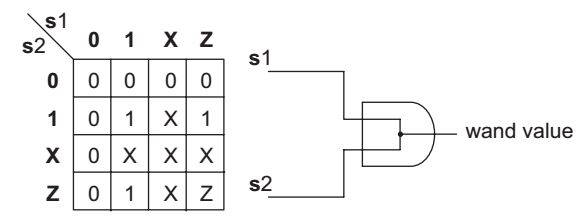 s1
s2
0 1 X Z
0 0 0 0 0
1 0 1 X 1
X 0 X X X
Z 0 1 X Z
s1
wand value
s2